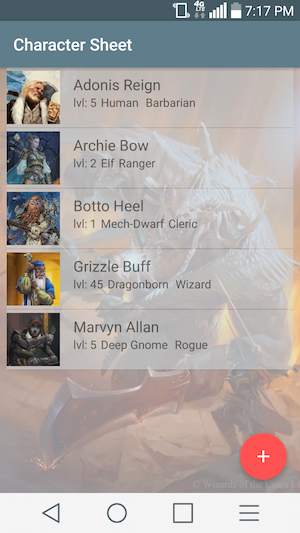 4G
LTE
7:17 PM
Character Sheet
Adonis Reign
lvl: 5 Human Barbarian
Archie Bow
lvl: 2 Elf Ranger
Botto Heel
lvl: 1 Mech-Dwarf Cleric
Grizzle Buff
lvl: 45 Dragonborn Wizard
Marvyn Allan
lvl: 5 Deep Gnome Rogue
+
© Wizards of the Coast